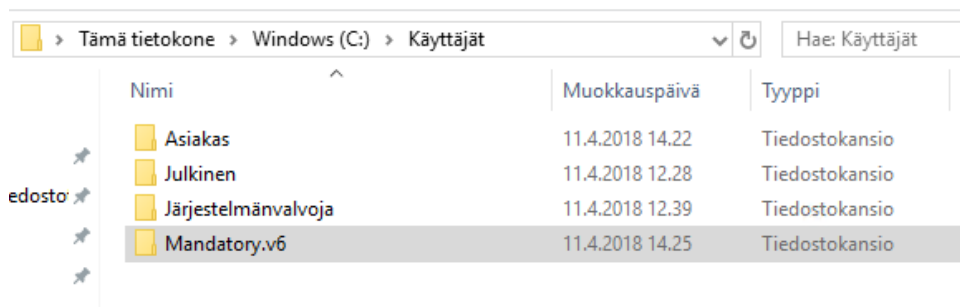 Tämä tietokone > Windows (C:) > Käyttäjät Hae: Käyttäjät
Nimi Muokkauspäivä Tyyppi
Asiakas 11.4.2018 14.22 Tiedostokansio
Julkinen 11.4.2018 12.28 Tiedostokansio
edosto Järjestelmänvalvoja 11.4.2018 12.39 Tiedostokansio
Mandatory.v6 11.4.2018 14.25 Tiedostokansio